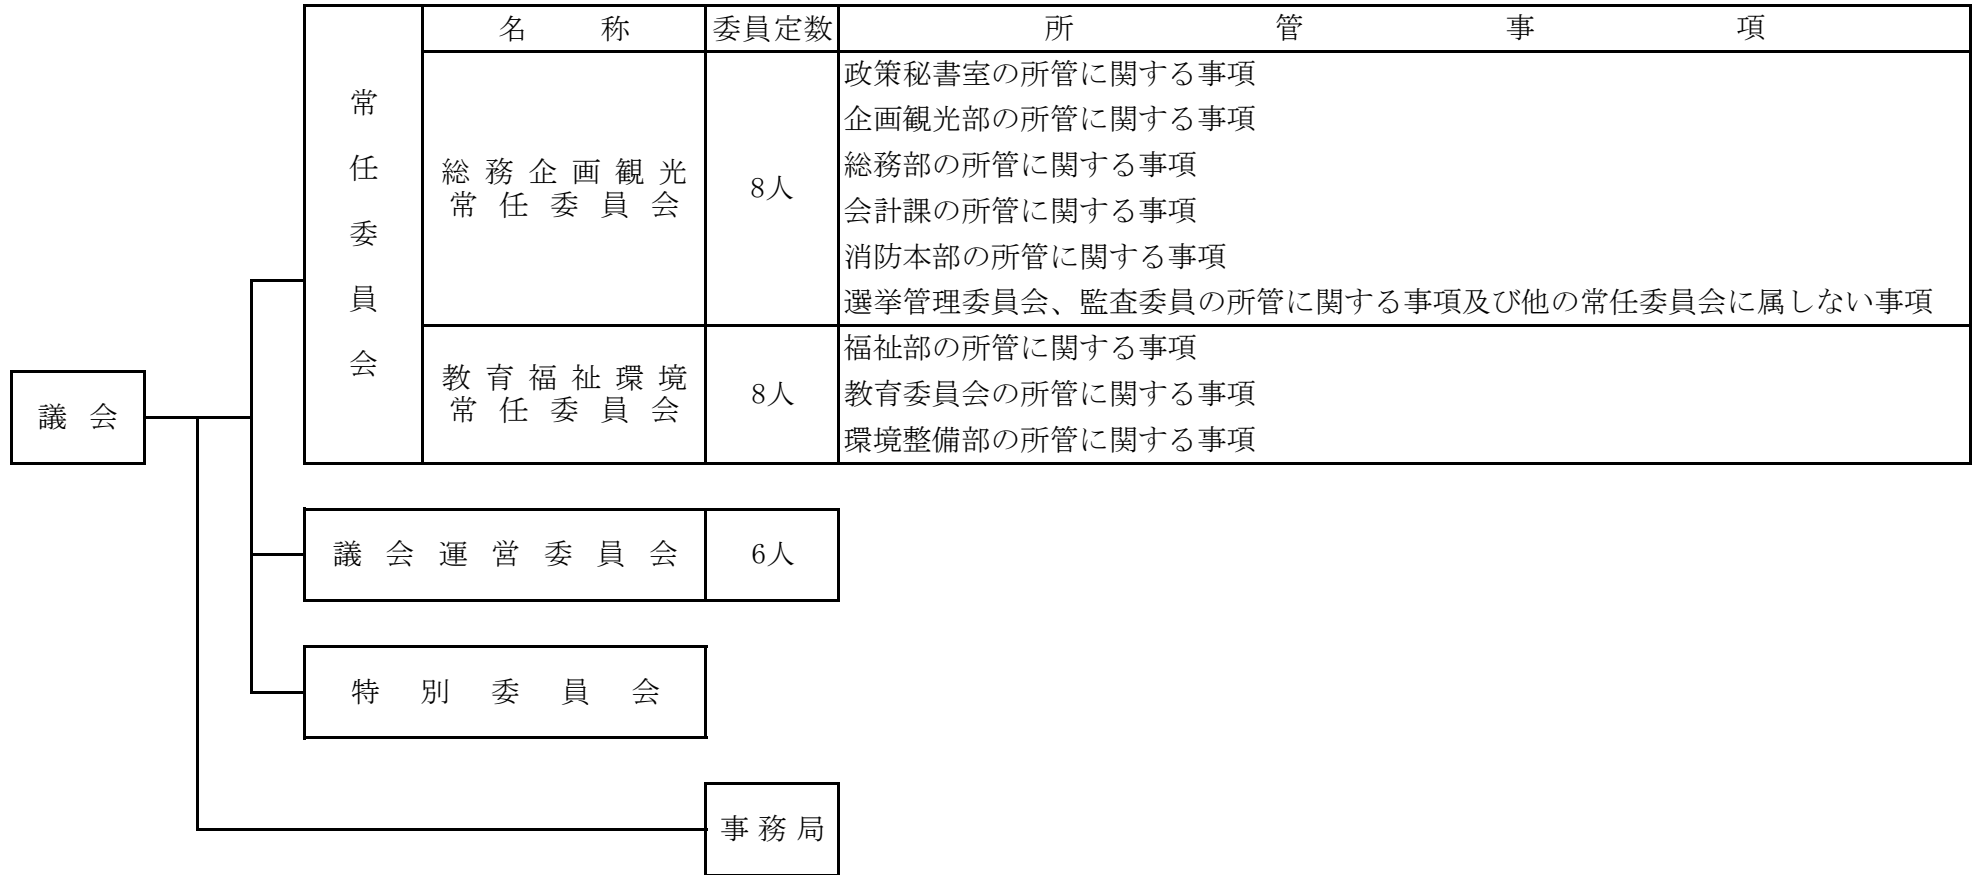 議会
常任委員会
名称 委員定数 所管事項
総務企画観光
常任委員会
8人
政策秘書室の所管に関する事項
企画観光部の所管に関する事項
総務部の所管に関する事項
会計課の所管に関する事項
消防本部の所管に関する事項
選挙管理委員会、監査委員の所管に関する事項及び他の常任委員会に属しない事項
教育福祉環境
常任委員会
8人
福祉部の所管に関する事項
教育委員会の所管に関する事項
環境整備部の所管に関する事項
議会運営委員会 6人
特別委員会
事務局